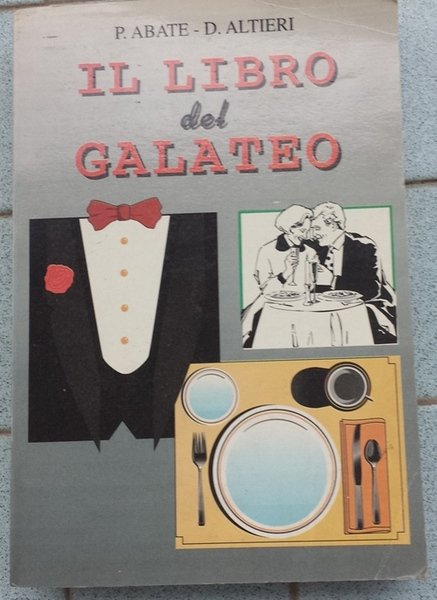 P. ABATE - D. ALTIERI
IL LIBRO
del
GALATEO